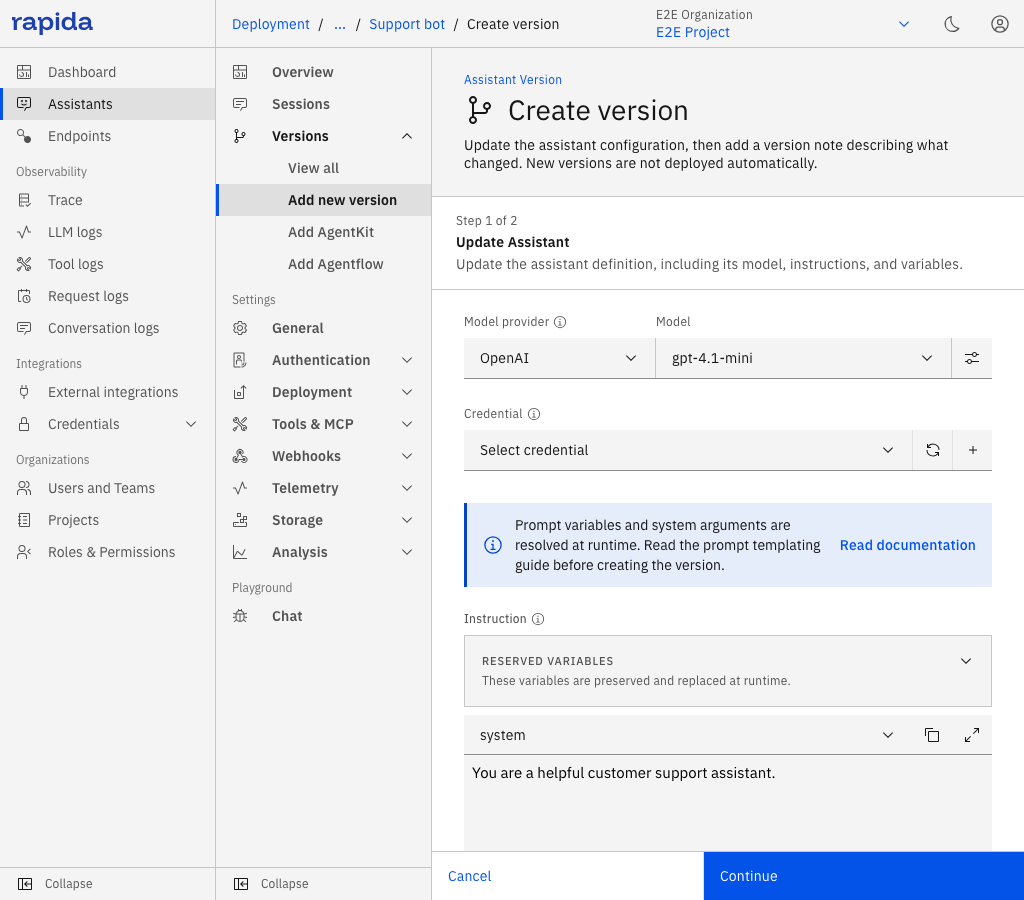 rapida
Deployment / ... / Support bot / Create version
E2E Organization
E2E Project
Dashboard
Assistants
Endpoints
Observability
Trace
LLM logs
Tool logs
Request logs
Conversation logs
Integrations
External integrations
Credentials
Organizations
Users and Teams
Projects
Roles & Permissions
Collapse
Overview
Sessions
Versions
View all
Add new version
Add AgentKit
Add Agentflow
Settings
General
Authentication
Deployment
Tools & MCP
Webhooks
Telemetry
Storage
Analysis
Playground
Chat
Collapse
Assistant Version
Create version
Update the assistant configuration, then add a version note describing what
changed. New versions are not deployed automatically.
Step 1 of 2
Update Assistant
Update the assistant definition, including its model, instructions, and variables.
Model provider Model
OpenAI gpt-4.1-mini
Credential
Select credential +
Prompt variables and system arguments are
resolved at runtime. Read the prompt templating
guide before creating the version.
Read documentation
Instruction
RESERVED VARIABLES
These variables are preserved and replaced at runtime.
system
You are a helpful customer support assistant.
Cancel Continue